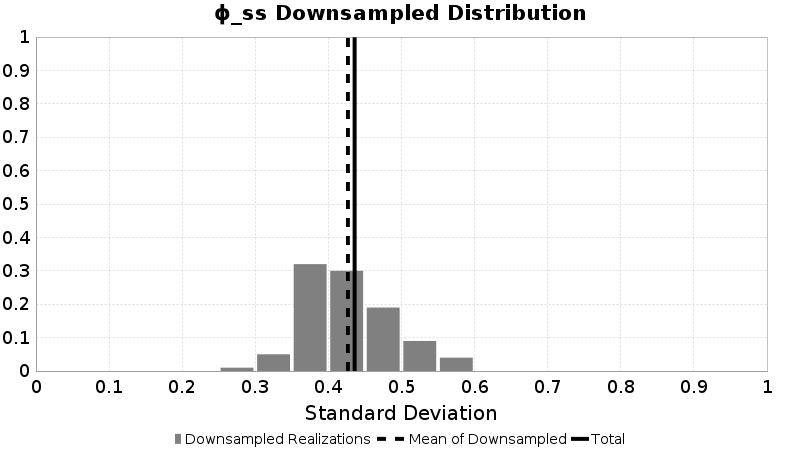 ϕ_ss Downsampled Distribution
1
0.9
0.8
0.7
0.6
0.5
0.4
0.3
0.2
0.1
0
0 0.1 0.2 0.3 0.4 0.5 0.6 0.7 0.8 0.9 1
Standard Deviation
Downsampled Realizations Mean of Downsampled Total